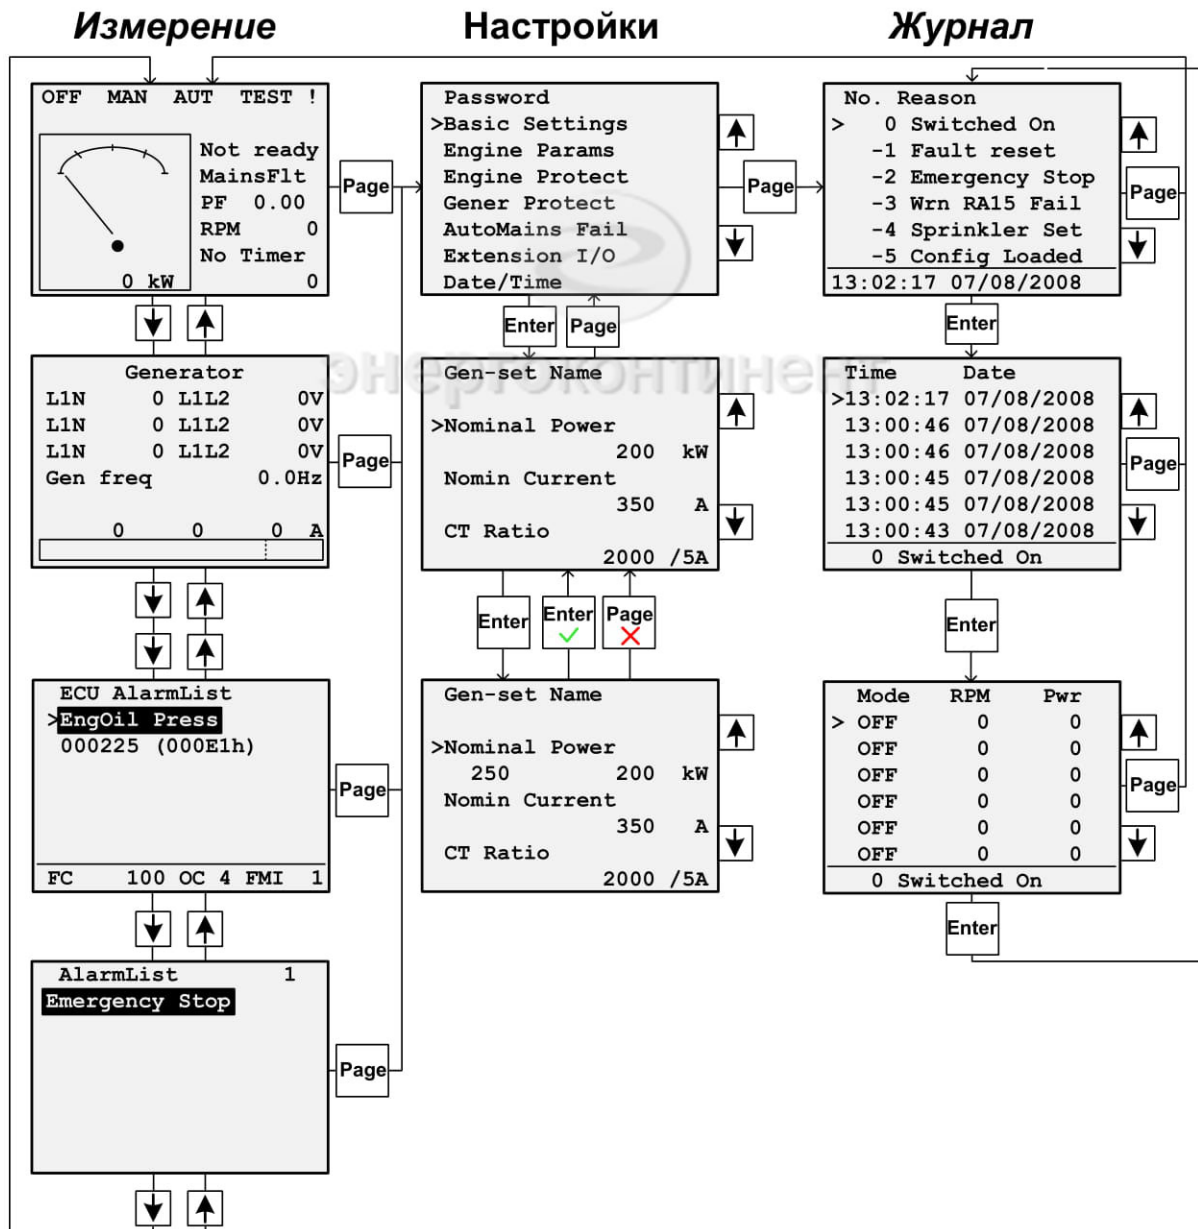 Измерение
OFF MAN AUT TEST !
Not ready
MainsFlt
PF 0.00
RPM 0
No Timer
0 kW 0
Page
Generator
L1N 0 L1L2 0V
L1N 0 L1L2 0V
L1N 0 L1L2 0V
Gen freq 0.0Hz
0 0 0 A
Page
ECU AlarmList
>EngOil Press
000225 (000E1h)
FC 100 OC 4 FMI 1
Page
AlarmList 1
Emergency Stop
Page
Настройки
Password
>Basic Settings
Engine Params
Engine Protect
Gener Protect
AutoMains Fail
Extension I/O
Date/Time
Page
Enter Page
энергоконтинент
Gen-set Name
>Nominal Power
200 kW
Nomin Current
350 A
CT Ratio
2000 /5A
Enter Enter Page
Gen-set Name
>Nominal Power
250 200 kW
Nomin Current
350 A
CT Ratio
2000 /5A
Журнал
No. Reason
> 0 Switched On
-1 Fault reset
-2 Emergency Stop
-3 Wrn RA15 Fail
-4 Sprinkler Set
-5 Config Loaded
13:02:17 07/08/2008
Page
Enter
Time Date
>13:02:17 07/08/2008
13:00:46 07/08/2008
13:00:46 07/08/2008
13:00:45 07/08/2008
13:00:45 07/08/2008
13:00:43 07/08/2008
0 Switched On
Page
Enter
Mode RPM Pwr
> OFF 0 0
OFF 0 0
OFF 0 0
OFF 0 0
OFF 0 0
OFF 0 0
0 Switched On
Page
Enter